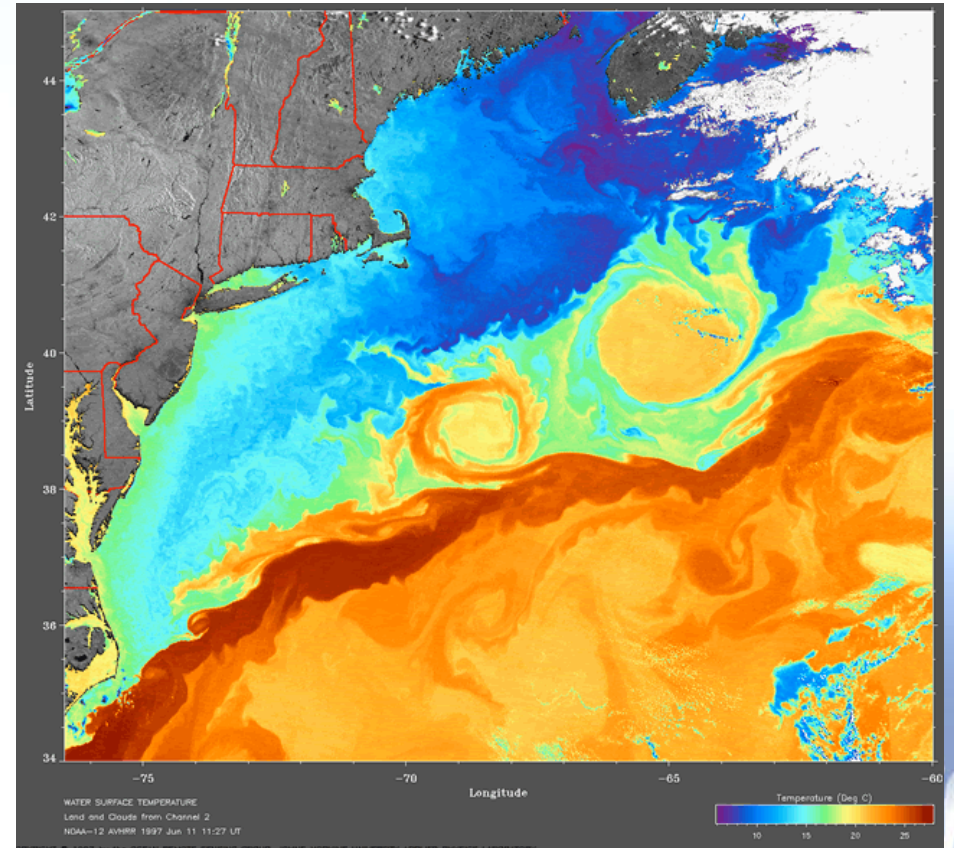 44
42
40
38
36
34
Latitude
-75
-70
-65
-60
Longitude
WATER SURFACE TEMPERATURE
Land and Clouds from Channel 2
NOAA-12 AVHRR 1997 Jun 11 11:27 UT
Temperature (Deg C)
10
15
20
25